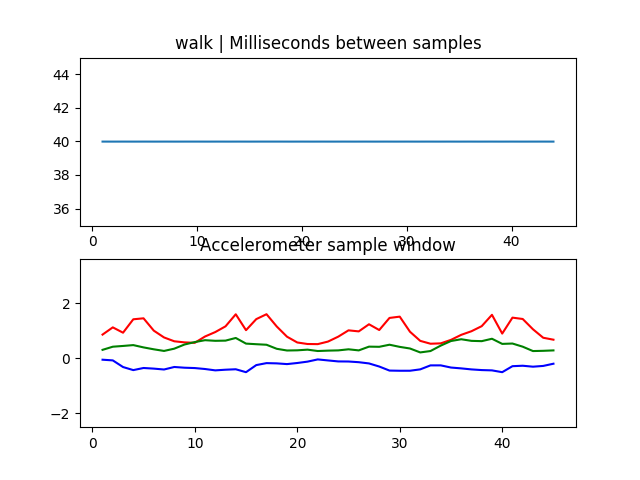 walk | Milliseconds between samples
44
42
40
38
36
0 10 20 30 40
Accelerometer sample window
2
0
−2
0 10 20 30 40